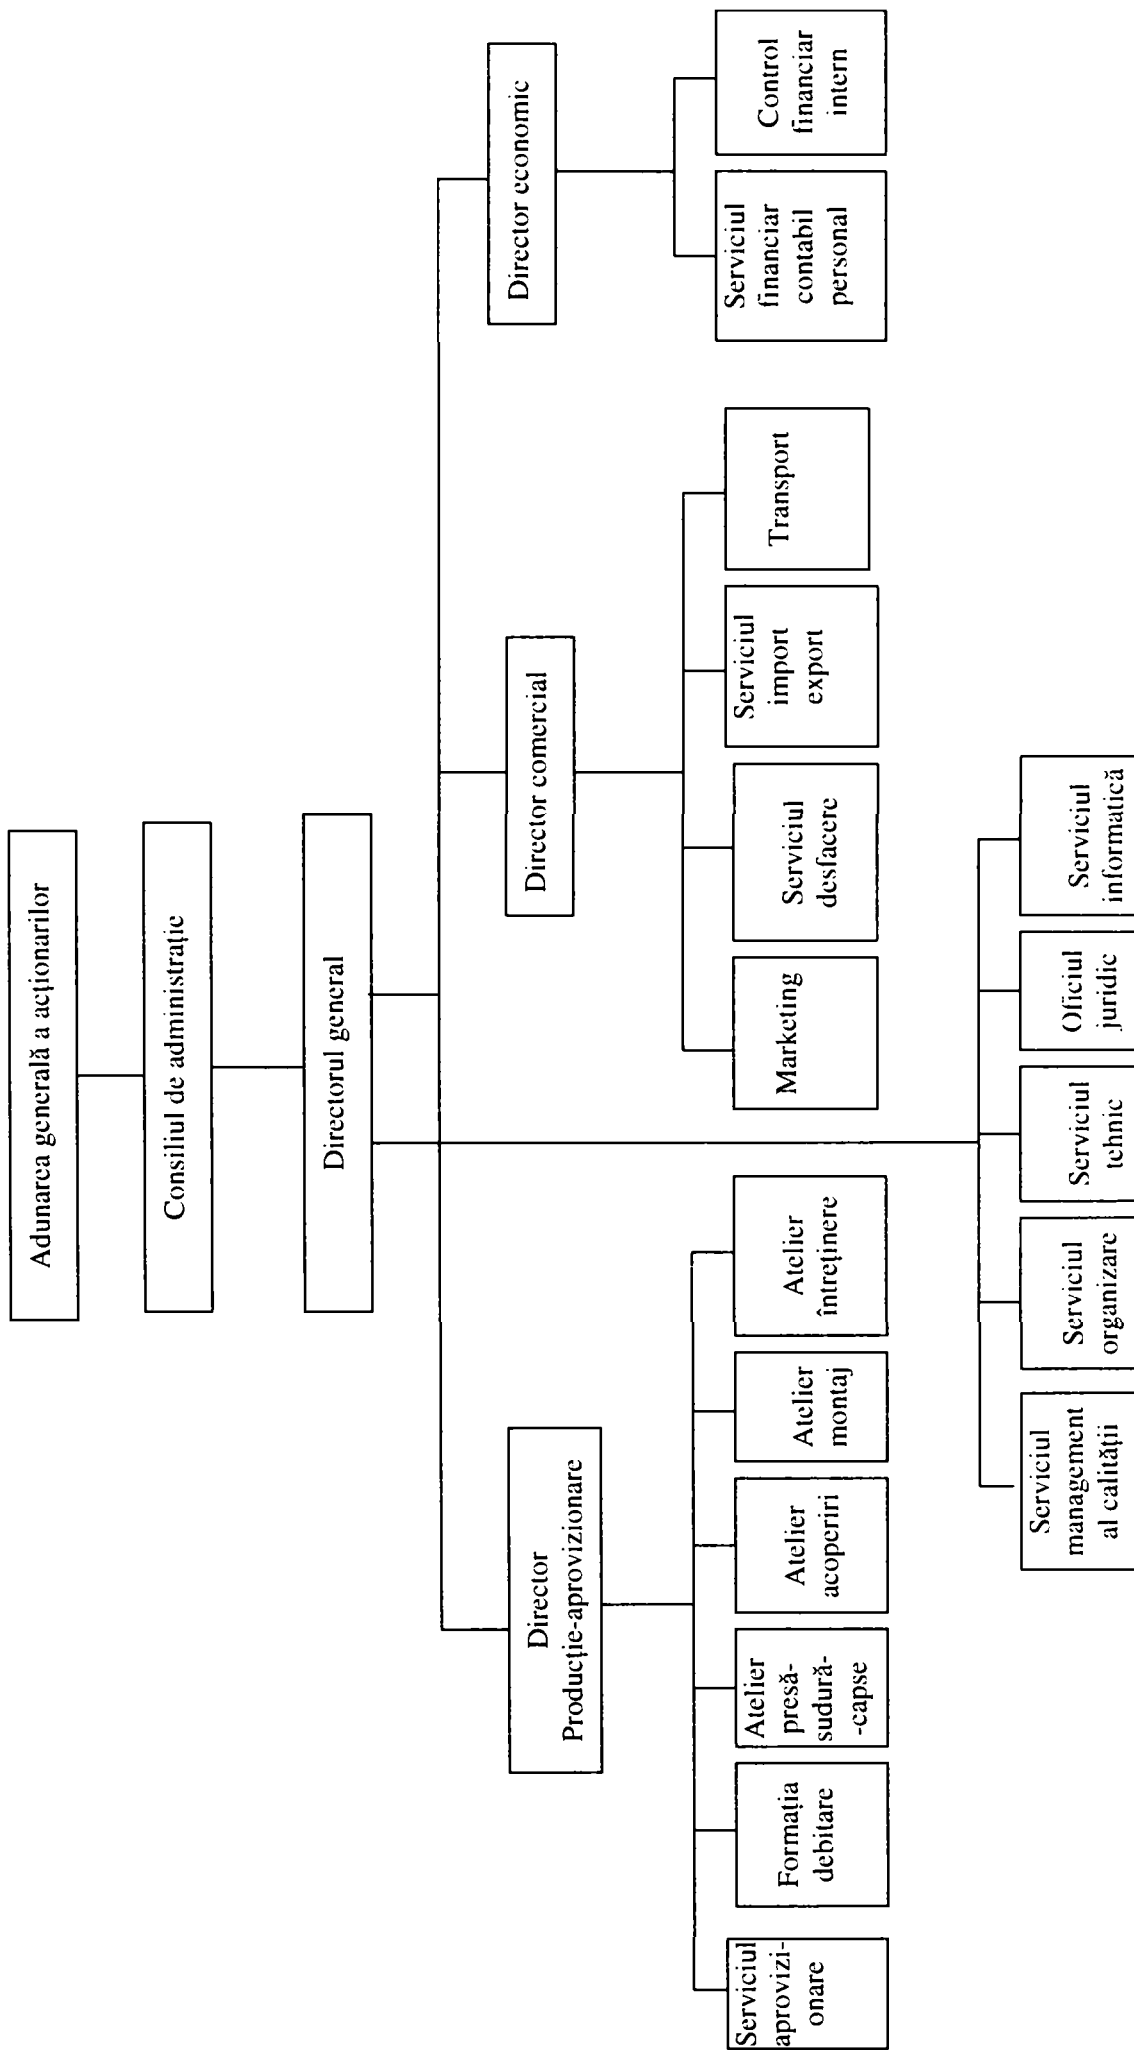 Adunarea generală a acționarilor
Consiliul de administrație
Directorul general
Director
Producție-aprovizionare
Director comercial
Director economic
Serviciul
aprovizi-
onare
Formația
debitare
Atelier
presă-
sudură-
-capse
Atelier
acoperiri
Atelier
montaj
Atelier
întreținere
Marketing
Serviciul
desfacere
Serviciul
import
export
Transport
Serviciul
financiar
contabil
personal
Control
financiar
intern
Serviciul
management
al calității
Serviciul
organizare
Serviciul
tehnic
Oficiul
juridic
Serviciul
informatică